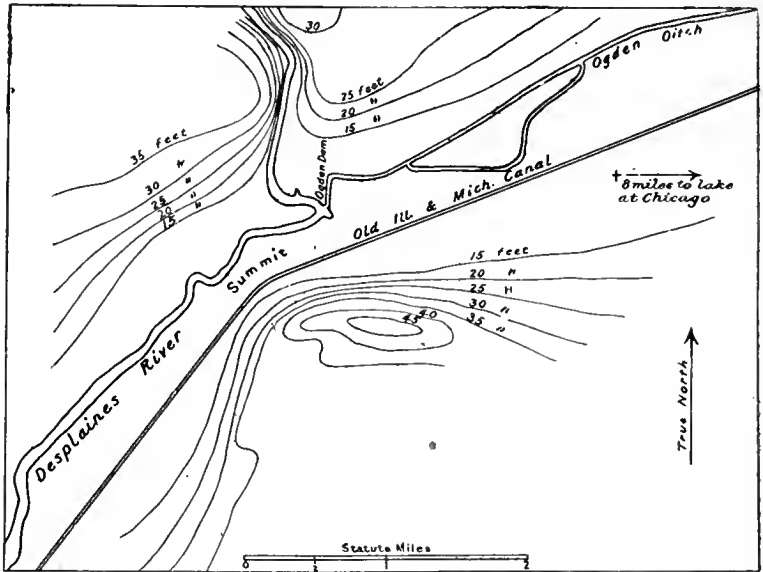 30
Ogden Ditch
25 feet
20 "
15 "
35 feet
30 "
25 "
20 "
15 "
Ogden Dam
8 miles to lake
at Chicago
Old Ill. & Mich. Canal
Summit
15 feet
20 "
25 "
30 "
35 "
40
45
Desplaines River
True North
Statute Miles
0 ½ 1 2